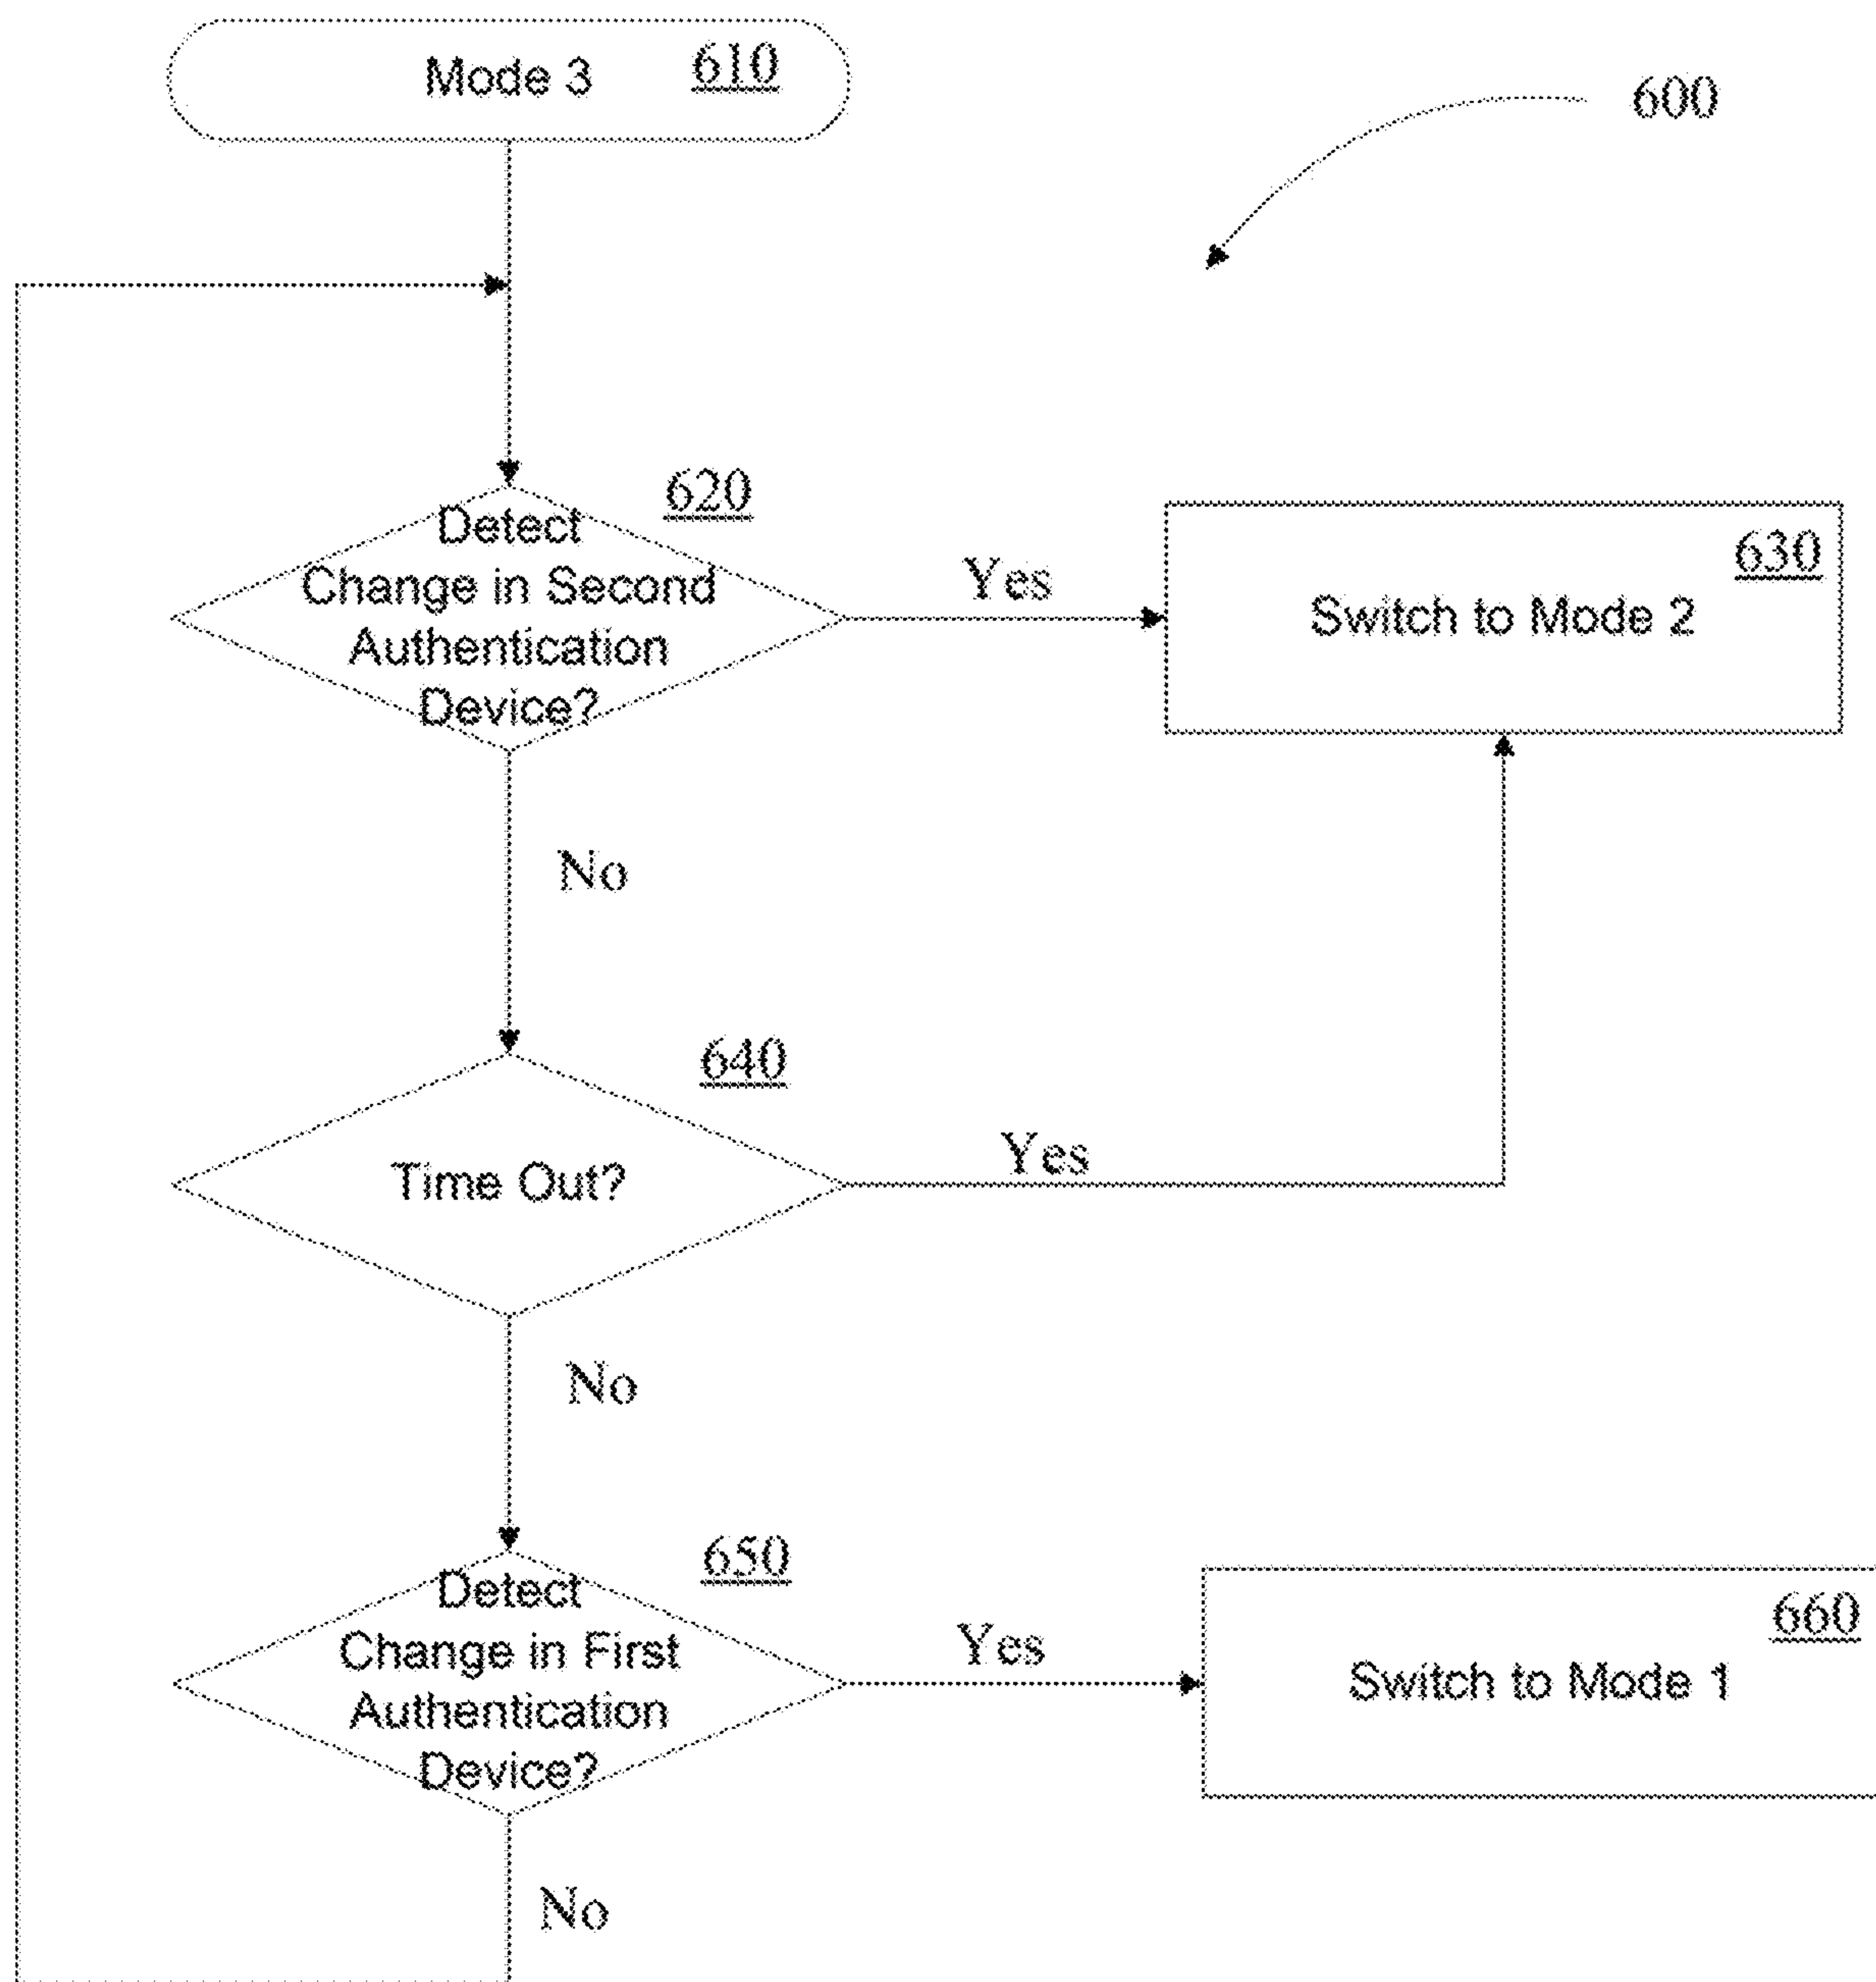 Mode 3
610
600
620
Detect
Change in Second
Authentication
Device?
Yes
630
Switch to Mode 2
No
640
Time Out?
Yes
No
650
Detect
Change in First
Authentication
Device?
Yes
660
Switch to Mode 1
No